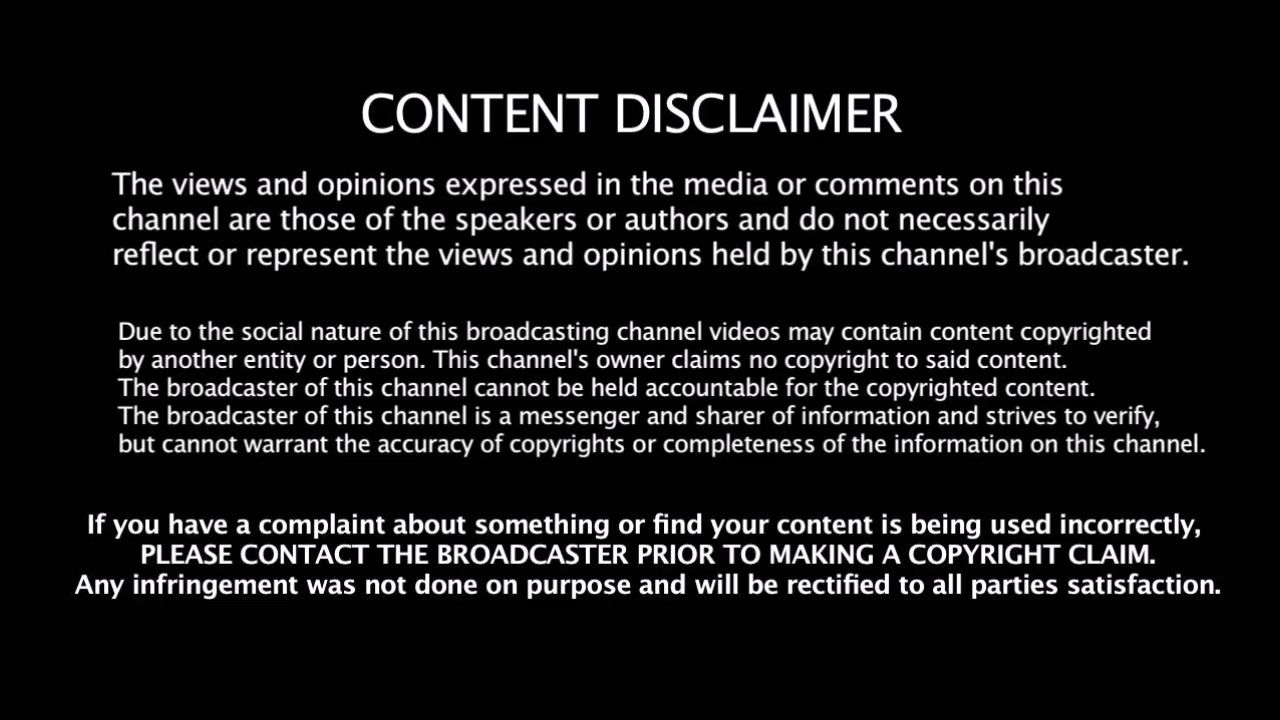 CONTENT DISCLAIMER
The views and opinions expressed in the media or comments on this
channel are those of the speakers or authors and do not necessarily
reflect or represent the views and opinions held by this channel's broadcaster.
Due to the social nature of this broadcasting channel videos may contain content copyrighted
by another entity or person. This channel's owner claims no copyright to said content.
The broadcaster of this channel cannot be held accountable for the copyrighted content.
The broadcaster of this channel is a messenger and sharer of information and strives to verify,
but cannot warrant the accuracy of copyrights or completeness of the information on this channel.
If you have a complaint about something or find your content is being used incorrectly,
PLEASE CONTACT THE BROADCASTER PRIOR TO MAKING A COPYRIGHT CLAIM.
Any infringement was not done on purpose and will be rectified to all parties satisfaction.